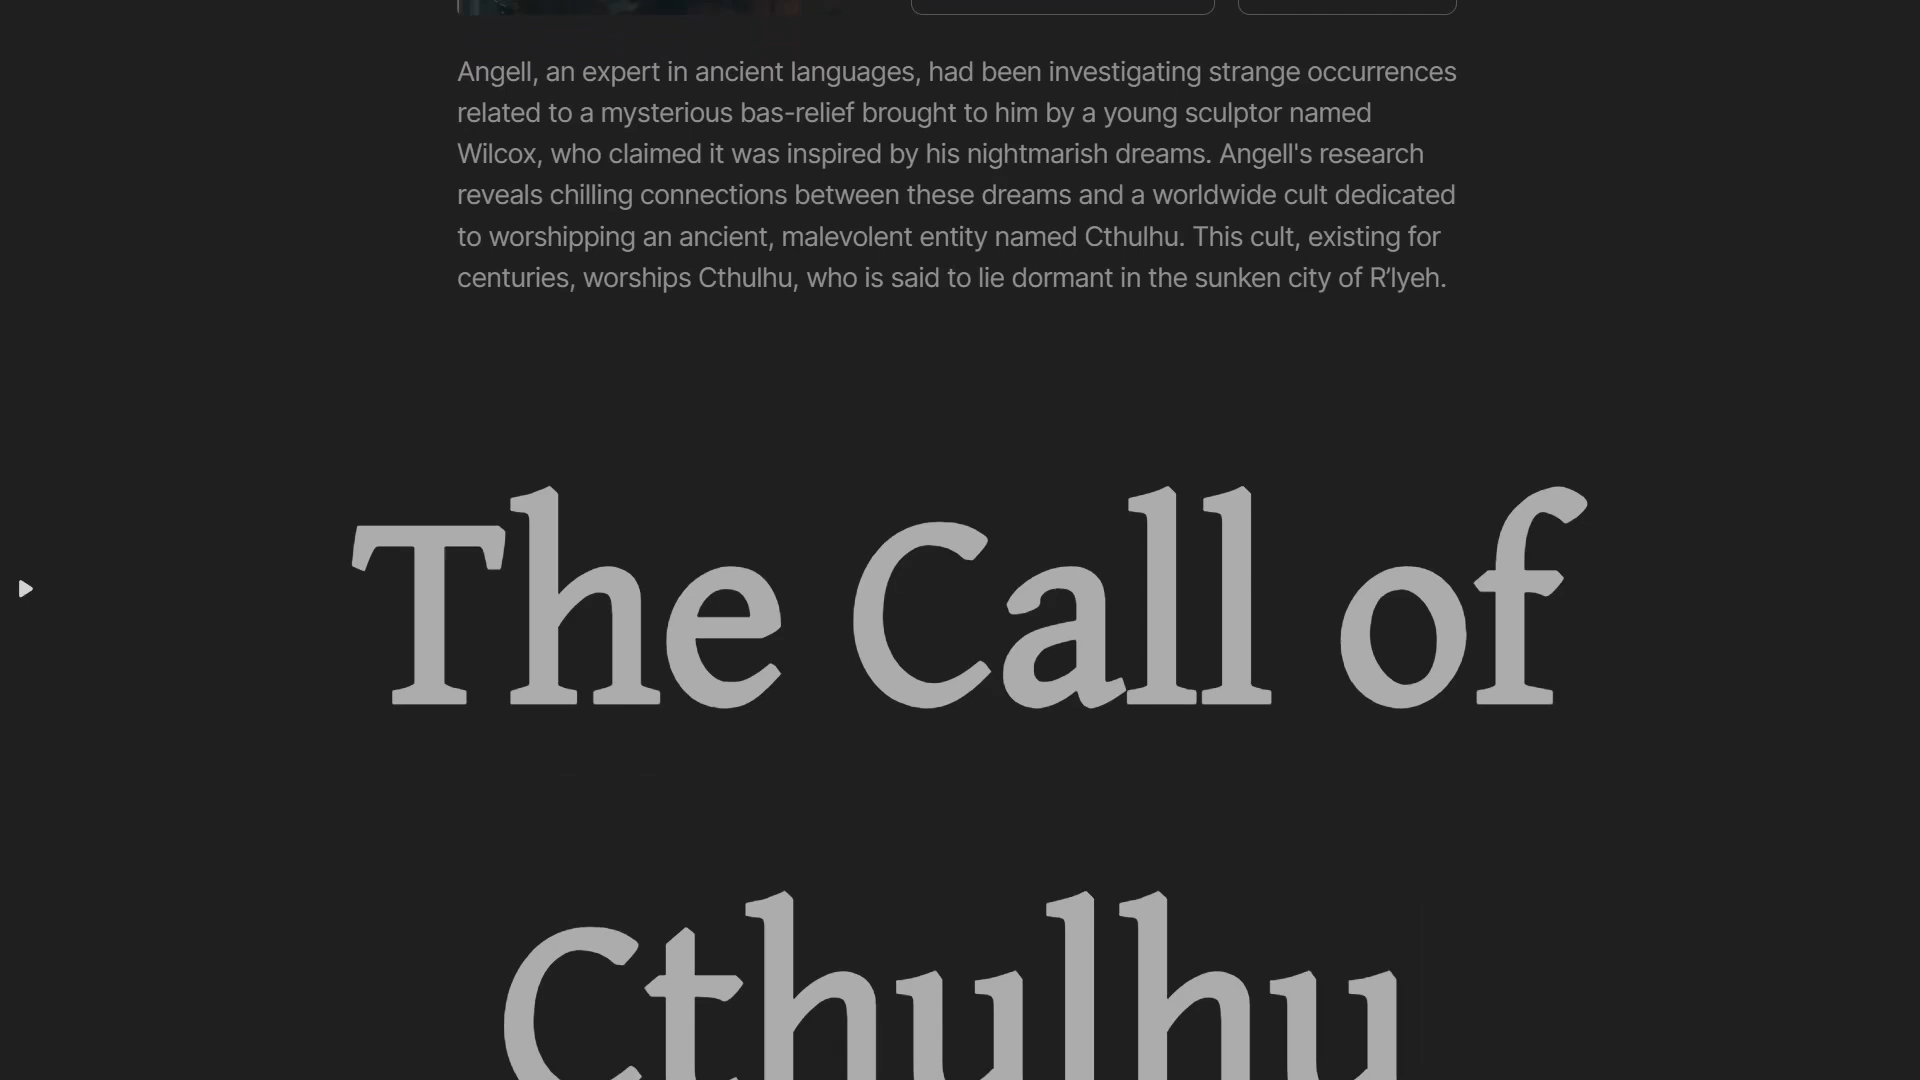 Angell, an expert in ancient languages, had been investigating strange occurrences
related to a mysterious bas-relief brought to him by a young sculptor named
Wilcox, who claimed it was inspired by his nightmarish dreams. Angell's research
reveals chilling connections between these dreams and a worldwide cult dedicated
to worshipping an ancient, malevolent entity named Cthulhu. This cult, existing for
centuries, worships Cthulhu, who is said to lie dormant in the sunken city of R’lyeh.
The Call of
Cthulhu